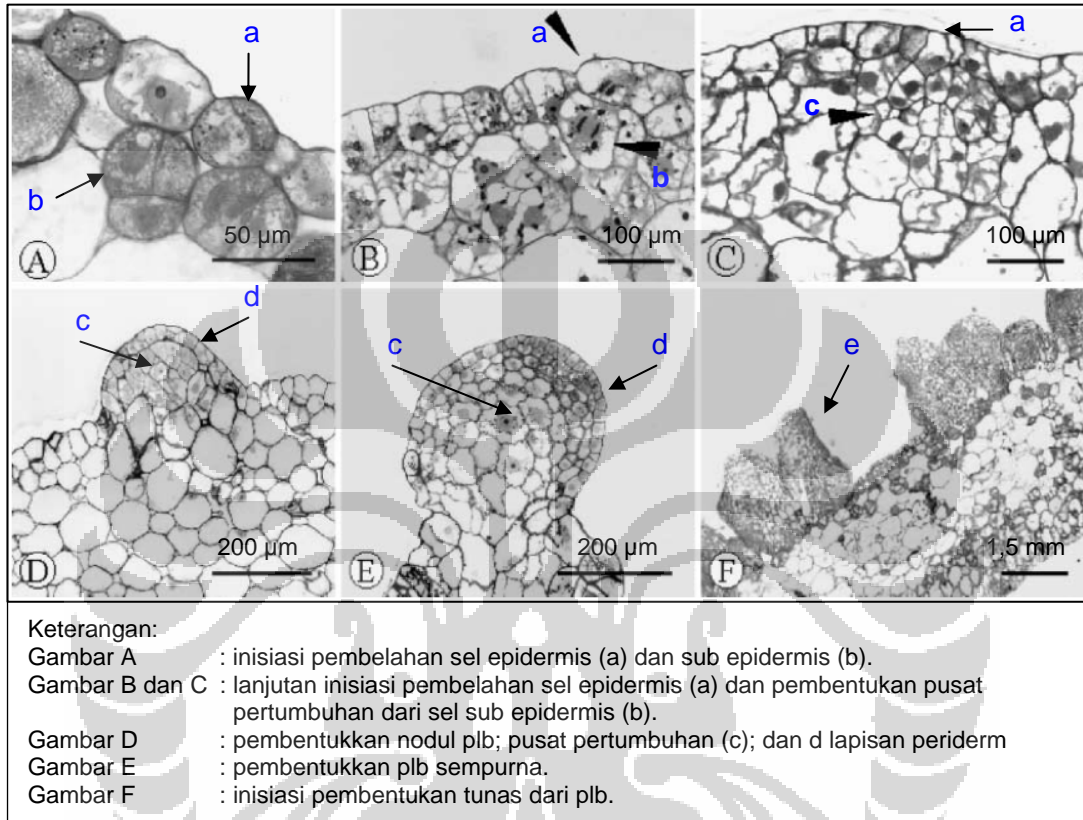 a
b
50 µm
A
a
b
100 µm
B
a
c
100 µm
C
c
d
200 µm
D
c
d
200 µm
E
e
1,5 mm
F
Keterangan:
Gambar A : inisiasi pembelahan sel epidermis (a) dan sub epidermis (b).
Gambar B dan C : lanjutan inisiasi pembelahan sel epidermis (a) dan pembentukan pusat
pertumbuhan dari sel sub epidermis (b).
Gambar D : pembentukkan nodul plb; pusat pertumbuhan (c); dan d lapisan periderm
Gambar E : pembentukkan plb sempurna.
Gambar F : inisiasi pembentukan tunas dari plb.